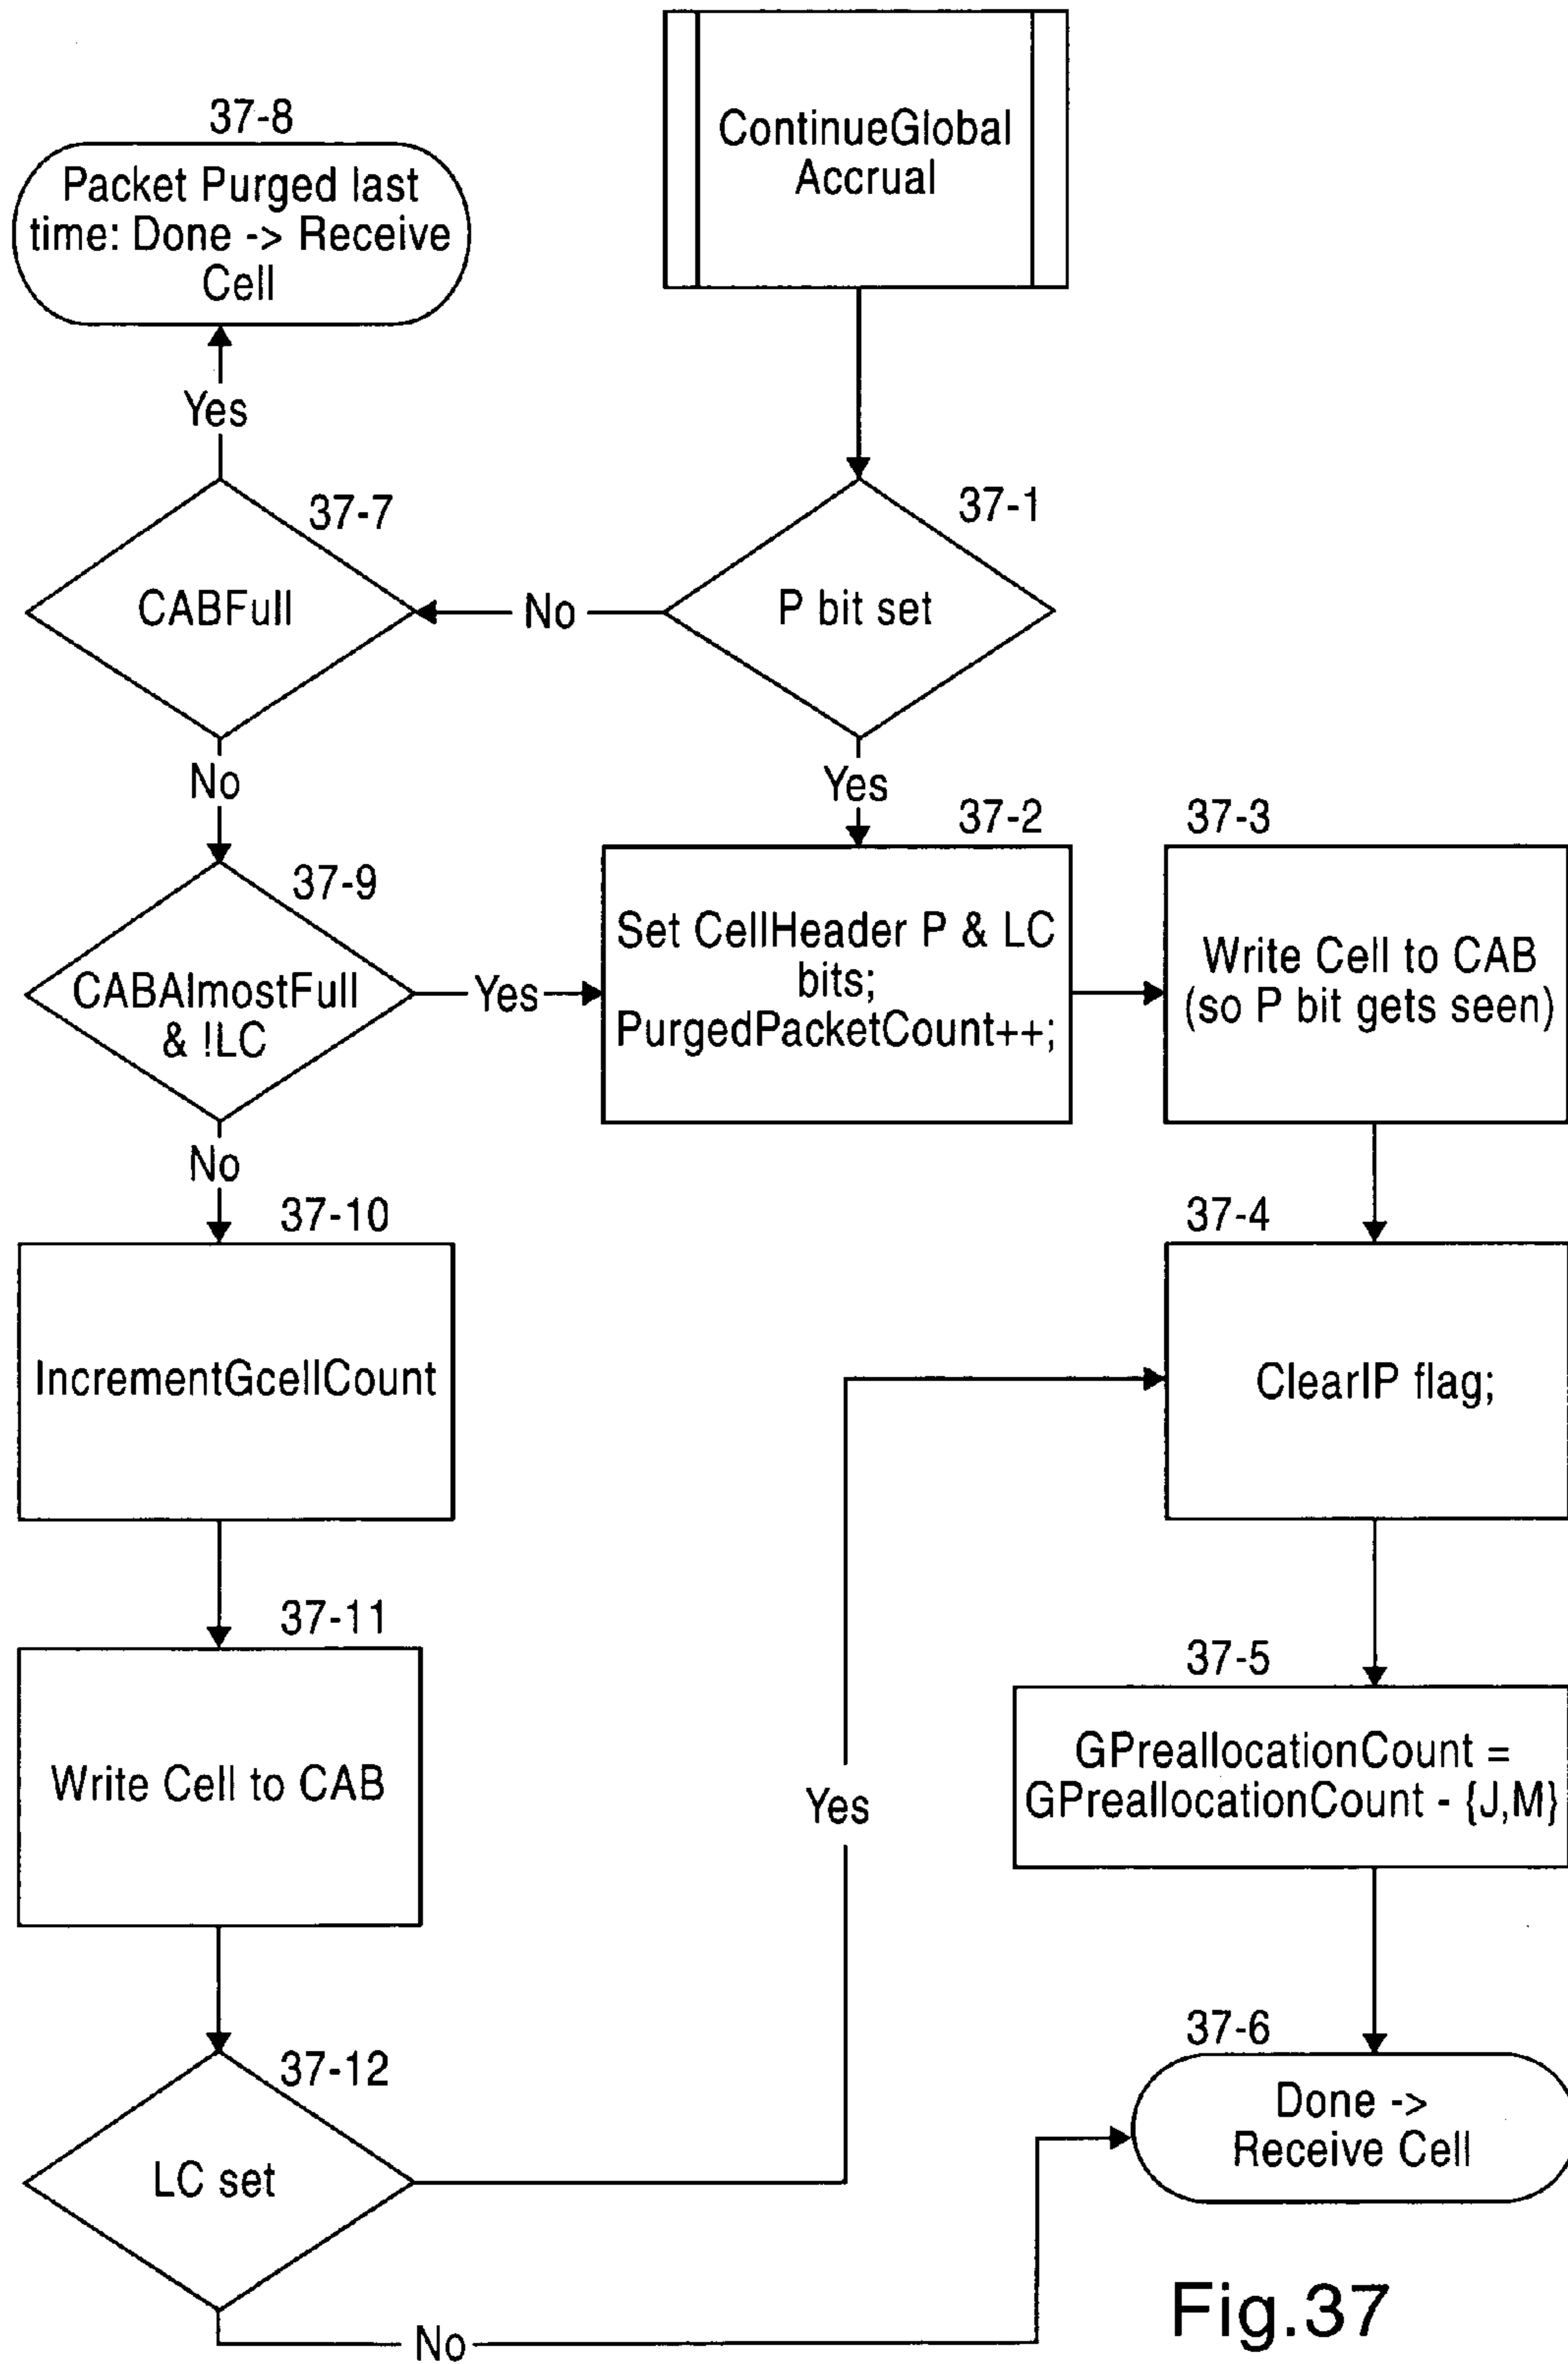 ContinueGlobal
Accrual
37-8
Packet Purged last
time: Done -> Receive
Cell
Yes
37-7
CABFull
No
37-1
P bit set
No
Yes
37-9
CABAlmostFull
& !LC
Yes
37-2
Set CellHeader P & LC
bits;
PurgedPacketCount++;
37-3
Write Cell to CAB
(so P bit gets seen)
No
37-10
IncrementGcellCount
37-4
ClearIP flag;
37-11
Write Cell to CAB
Yes
37-5
GPreallocationCount =
GPreallocationCount - {J,M}
37-12
LC set
37-6
Done ->
Receive Cell
No
Fig.37